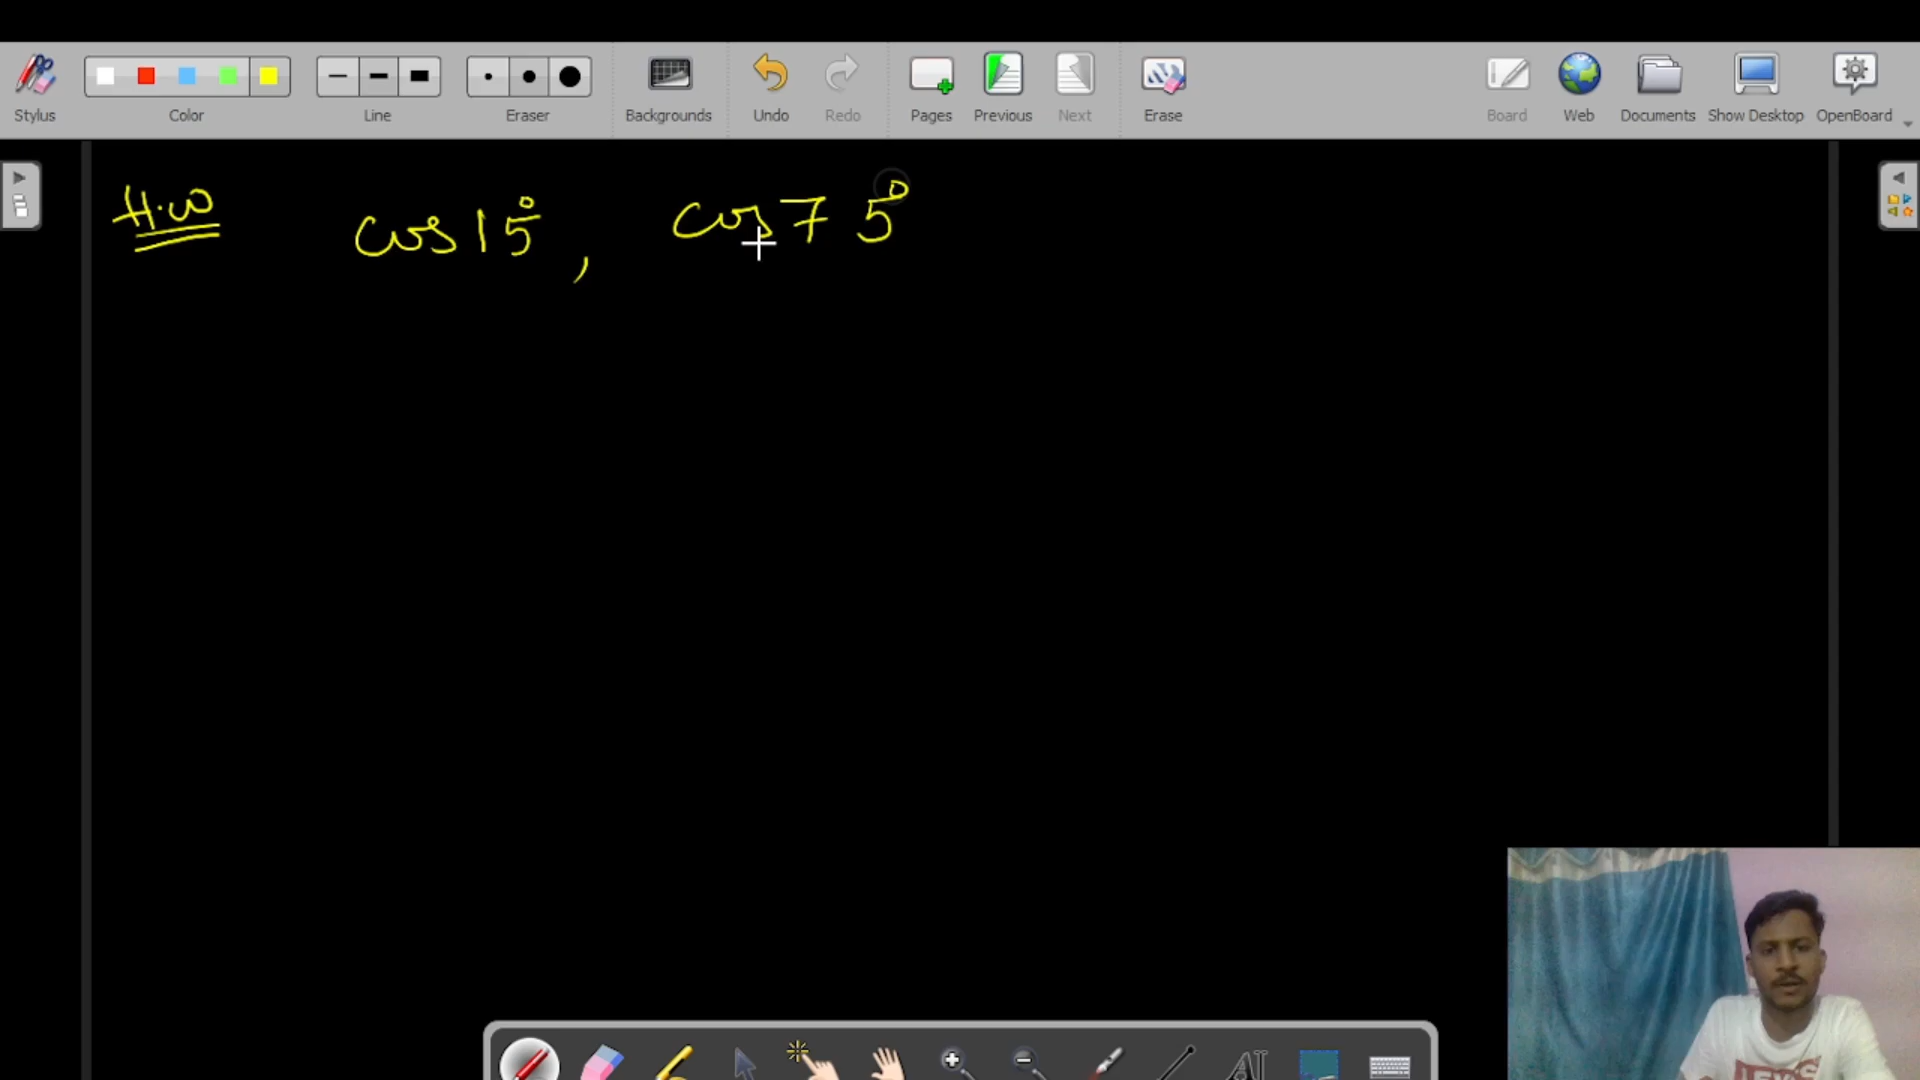 Stylus Color Line Eraser Backgrounds Undo Redo Pages Previous Next Erase Board Web Documents Show Desktop OpenBoard
H.W cos 15°, cos 75°